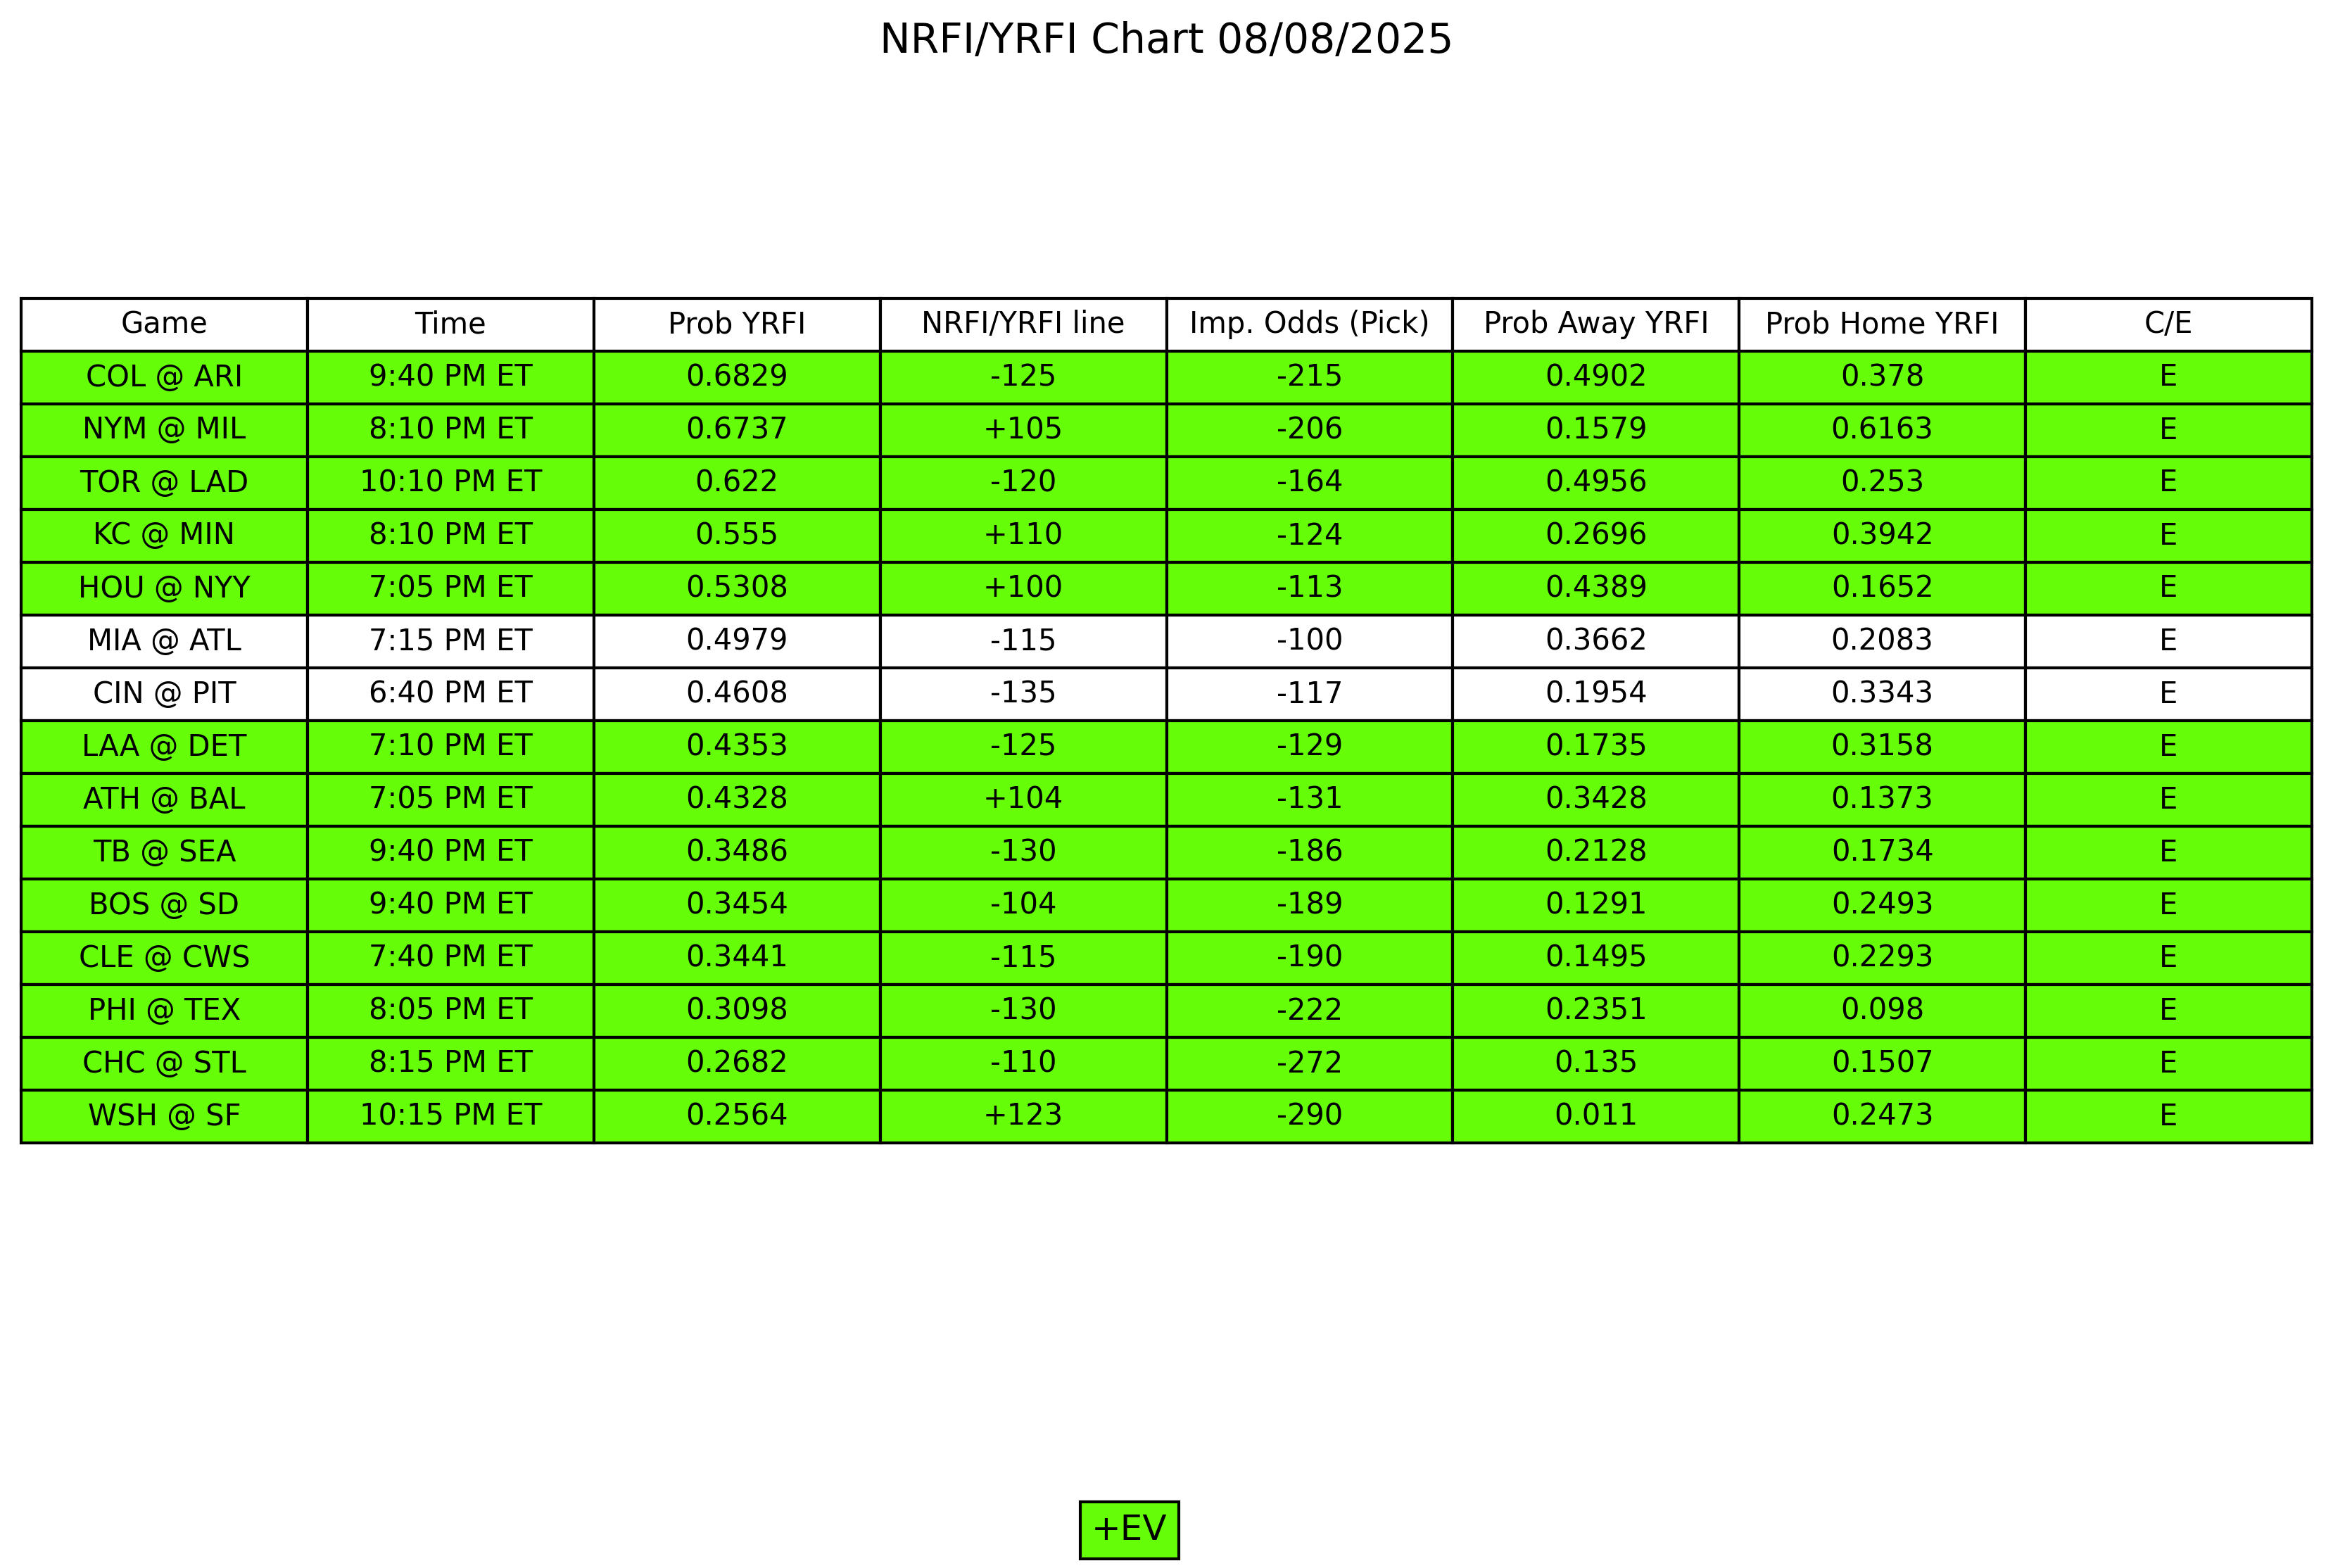 NRFI/YRFI Chart 08/08/2025
Game Time Prob YRFI NRFI/YRFI line Imp. Odds (Pick) Prob Away YRFI Prob Home YRFI C/E
COL @ ARI 9:40 PM ET 0.6829 -125 -215 0.4902 0.378 E
NYM @ MIL 8:10 PM ET 0.6737 +105 -206 0.1579 0.6163 E
TOR @ LAD 10:10 PM ET 0.622 -120 -164 0.4956 0.253 E
KC @ MIN 8:10 PM ET 0.555 +110 -124 0.2696 0.3942 E
HOU @ NYY 7:05 PM ET 0.5308 +100 -113 0.4389 0.1652 E
MIA @ ATL 7:15 PM ET 0.4979 -115 -100 0.3662 0.2083 E
CIN @ PIT 6:40 PM ET 0.4608 -135 -117 0.1954 0.3343 E
LAA @ DET 7:10 PM ET 0.4353 -125 -129 0.1735 0.3158 E
ATH @ BAL 7:05 PM ET 0.4328 +104 -131 0.3428 0.1373 E
TB @ SEA 9:40 PM ET 0.3486 -130 -186 0.2128 0.1734 E
BOS @ SD 9:40 PM ET 0.3454 -104 -189 0.1291 0.2493 E
CLE @ CWS 7:40 PM ET 0.3441 -115 -190 0.1495 0.2293 E
PHI @ TEX 8:05 PM ET 0.3098 -130 -222 0.2351 0.098 E
CHC @ STL 8:15 PM ET 0.2682 -110 -272 0.135 0.1507 E
WSH @ SF 10:15 PM ET 0.2564 +123 -290 0.011 0.2473 E
+EV